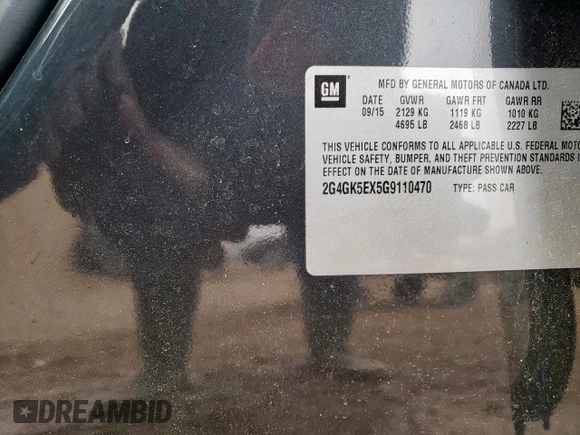 GM
MFD BY GENERAL MOTORS OF CANADA LTD.
DATE GVWR GAWR FRT GAWR RR
09/15 2129 KG 1119 KG 1010 KG
4695 LB 2468 LB 2227 LB
THIS VEHICLE CONFORMS TO ALL APPLICABLE U.S. FEDERAL MOTO
VEHICLE SAFETY, BUMPER, AND THEFT PREVENTION STANDARDS I
EFFECT ON THE DATE OF MANUFACTURE SHOWN ABOVE.
2G4GK5EX5G9110470 TYPE: PASS CAR
DREAMBID